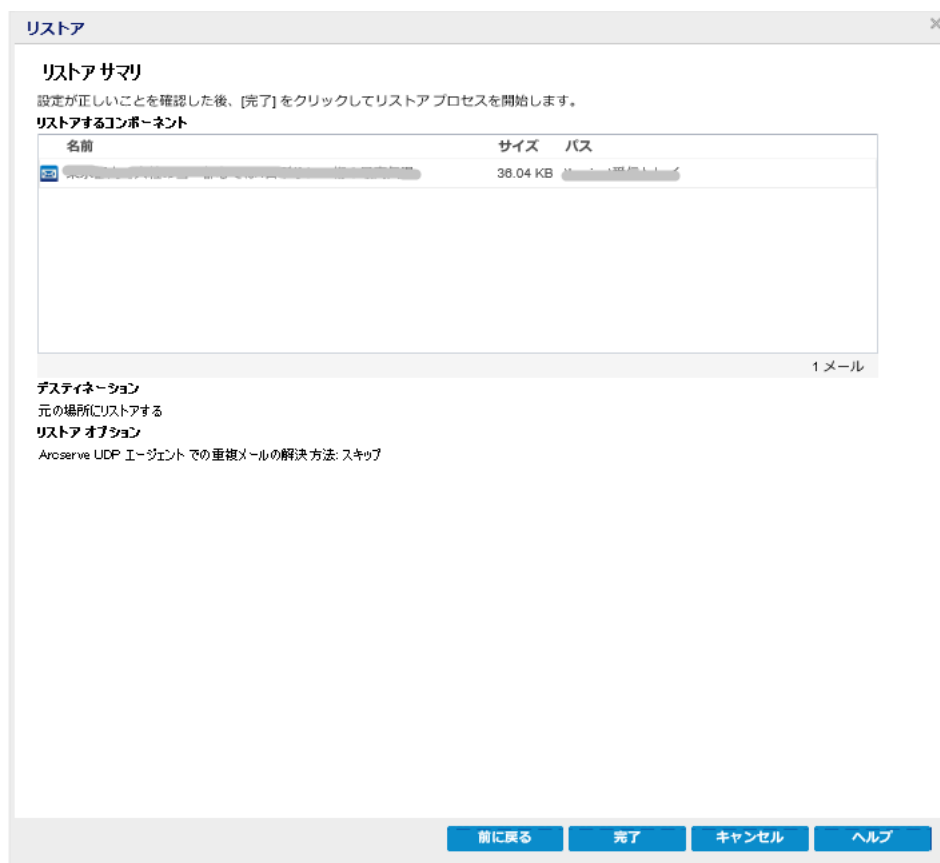 リストア
リストア サマリ
設定が正しいことを確認した後、[完了] をクリックしてリストア プロセスを開始します。
リストアするコンポーネント
名前 サイズ パス
36.04 KB
1 メール
デスティネーション
元の場所にリストアする
リストア オプション
Arcserve UDP エージェント での重複メールの解決方法: スキップ
前に戻る 完了 キャンセル ヘルプ